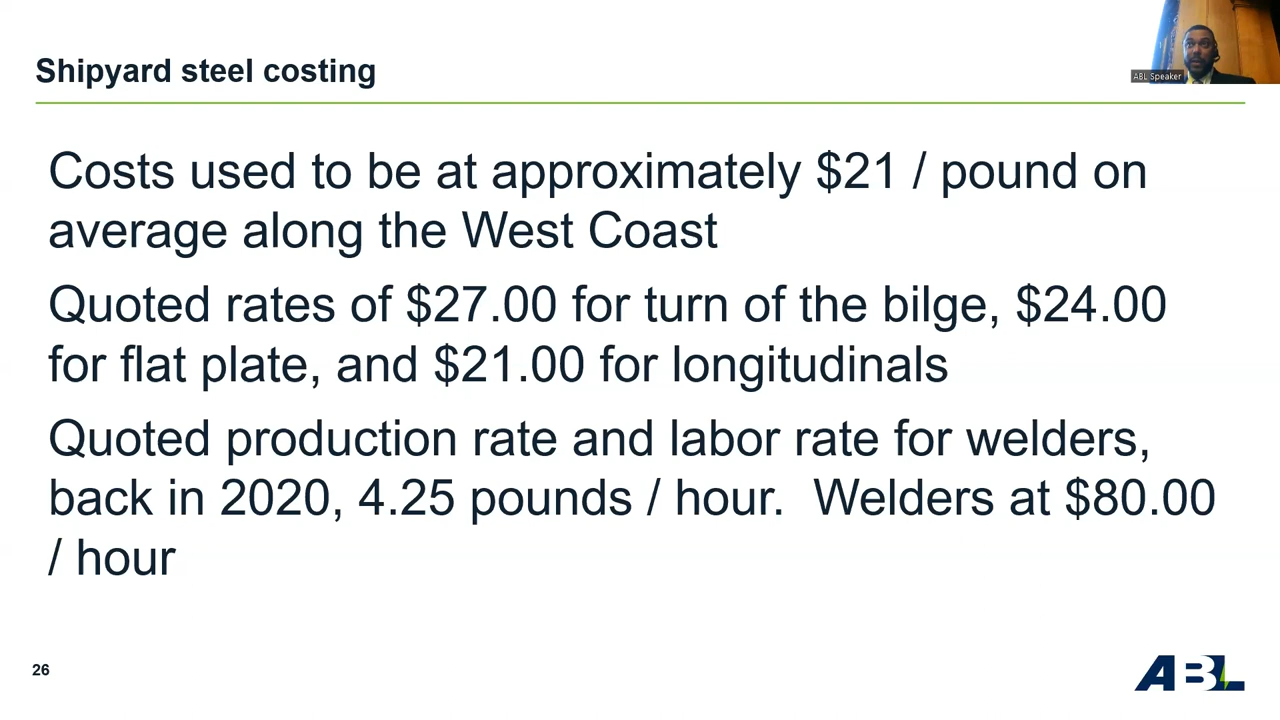 Shipyard steel costing
ABL Speaker
Costs used to be at approximately $21 / pound on
average along the West Coast
Quoted rates of $27.00 for turn of the bilge, $24.00
for flat plate, and $21.00 for longitudinals
Quoted production rate and labor rate for welders,
back in 2020, 4.25 pounds / hour.  Welders at $80.00
/ hour
26
ABL